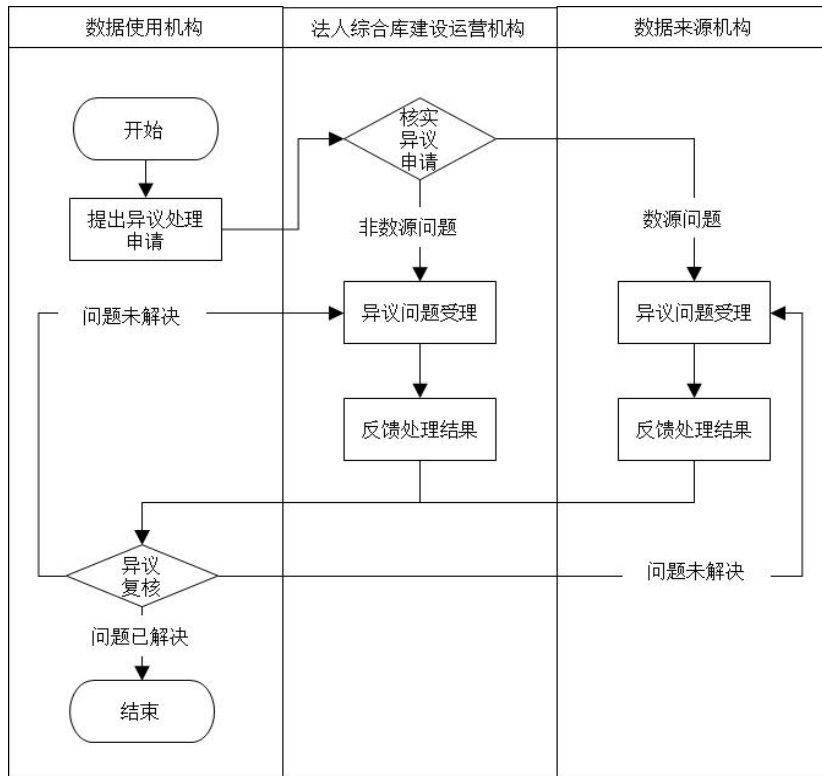 数据使用机构
法人综合库建设运营机构
数据来源机构
开始
核实
异议
申请
提出异议处理
申请
非数源问题
数源问题
问题未解决
异议问题受理
异议问题受理
反馈处理结果
反馈处理结果
异议
复核
问题未解决
问题已解决
结束